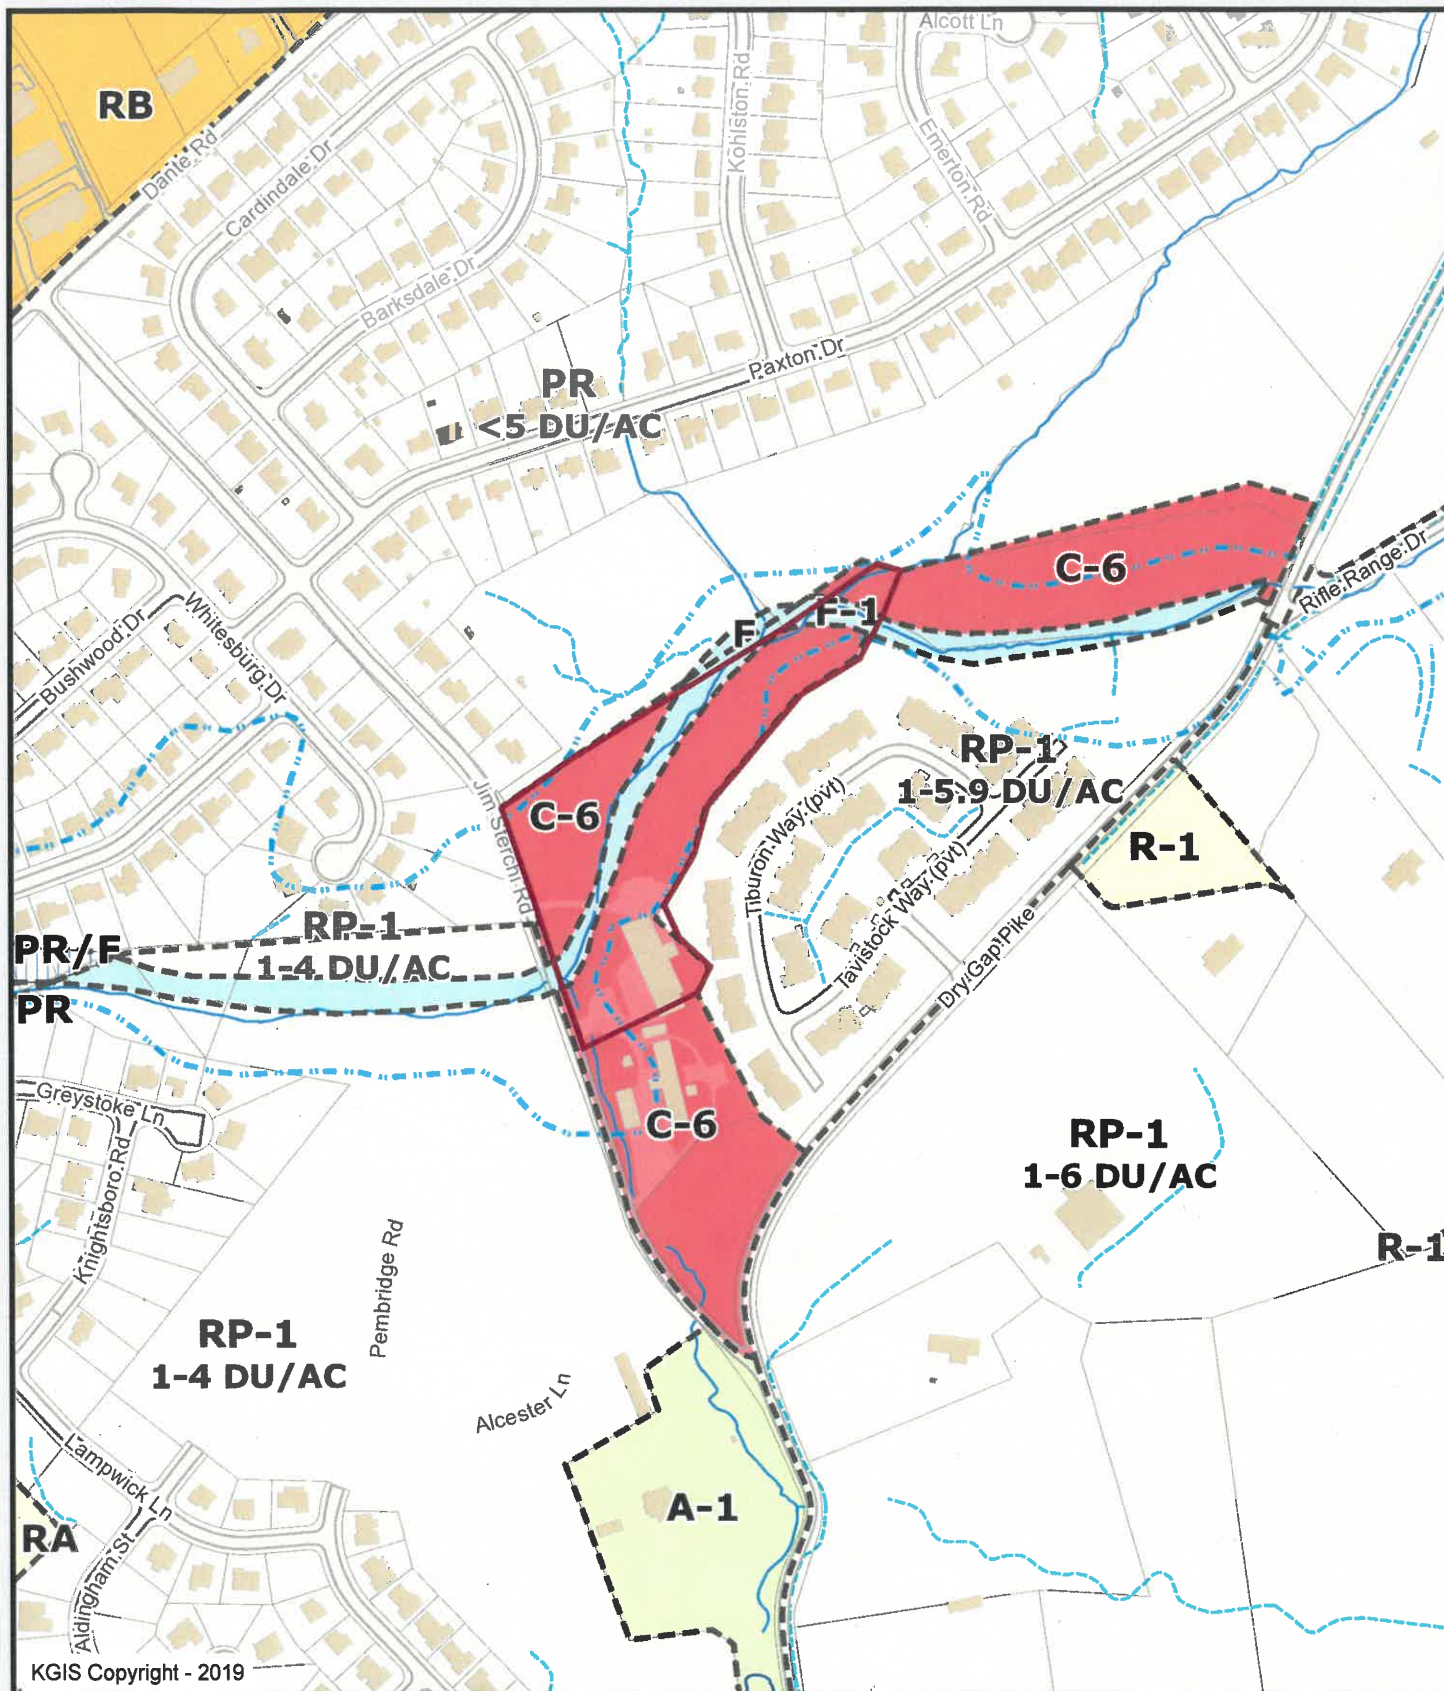 Alcott Ln
RB
Dante Rd
Cardindale Dr
Kohlston Rd
Emerton Rd
Barksdale Dr
Paxton Dr
PR
<5 DU/AC
C-6
Rifle Range Dr
F-1
F
Bushwood Dr
Whitesburg Dr
RP-1
1-5.9 DU/AC
Jim Sterchi Rd
C-6
Tiburon Way (pvt)
R-1
Tavistock Way (pvt)
RP-1
1-4 DU/AC
PR/F
PR
Dry Gap Pike
Greystoke Ln
Knightsboro Rd
C-6
RP-1
1-6 DU/AC
R-1
Pembridge Rd
RP-1
1-4 DU/AC
Alcester Ln
Lampwick Ln
A-1
RA
Aldingham St
KGIS Copyright - 2019